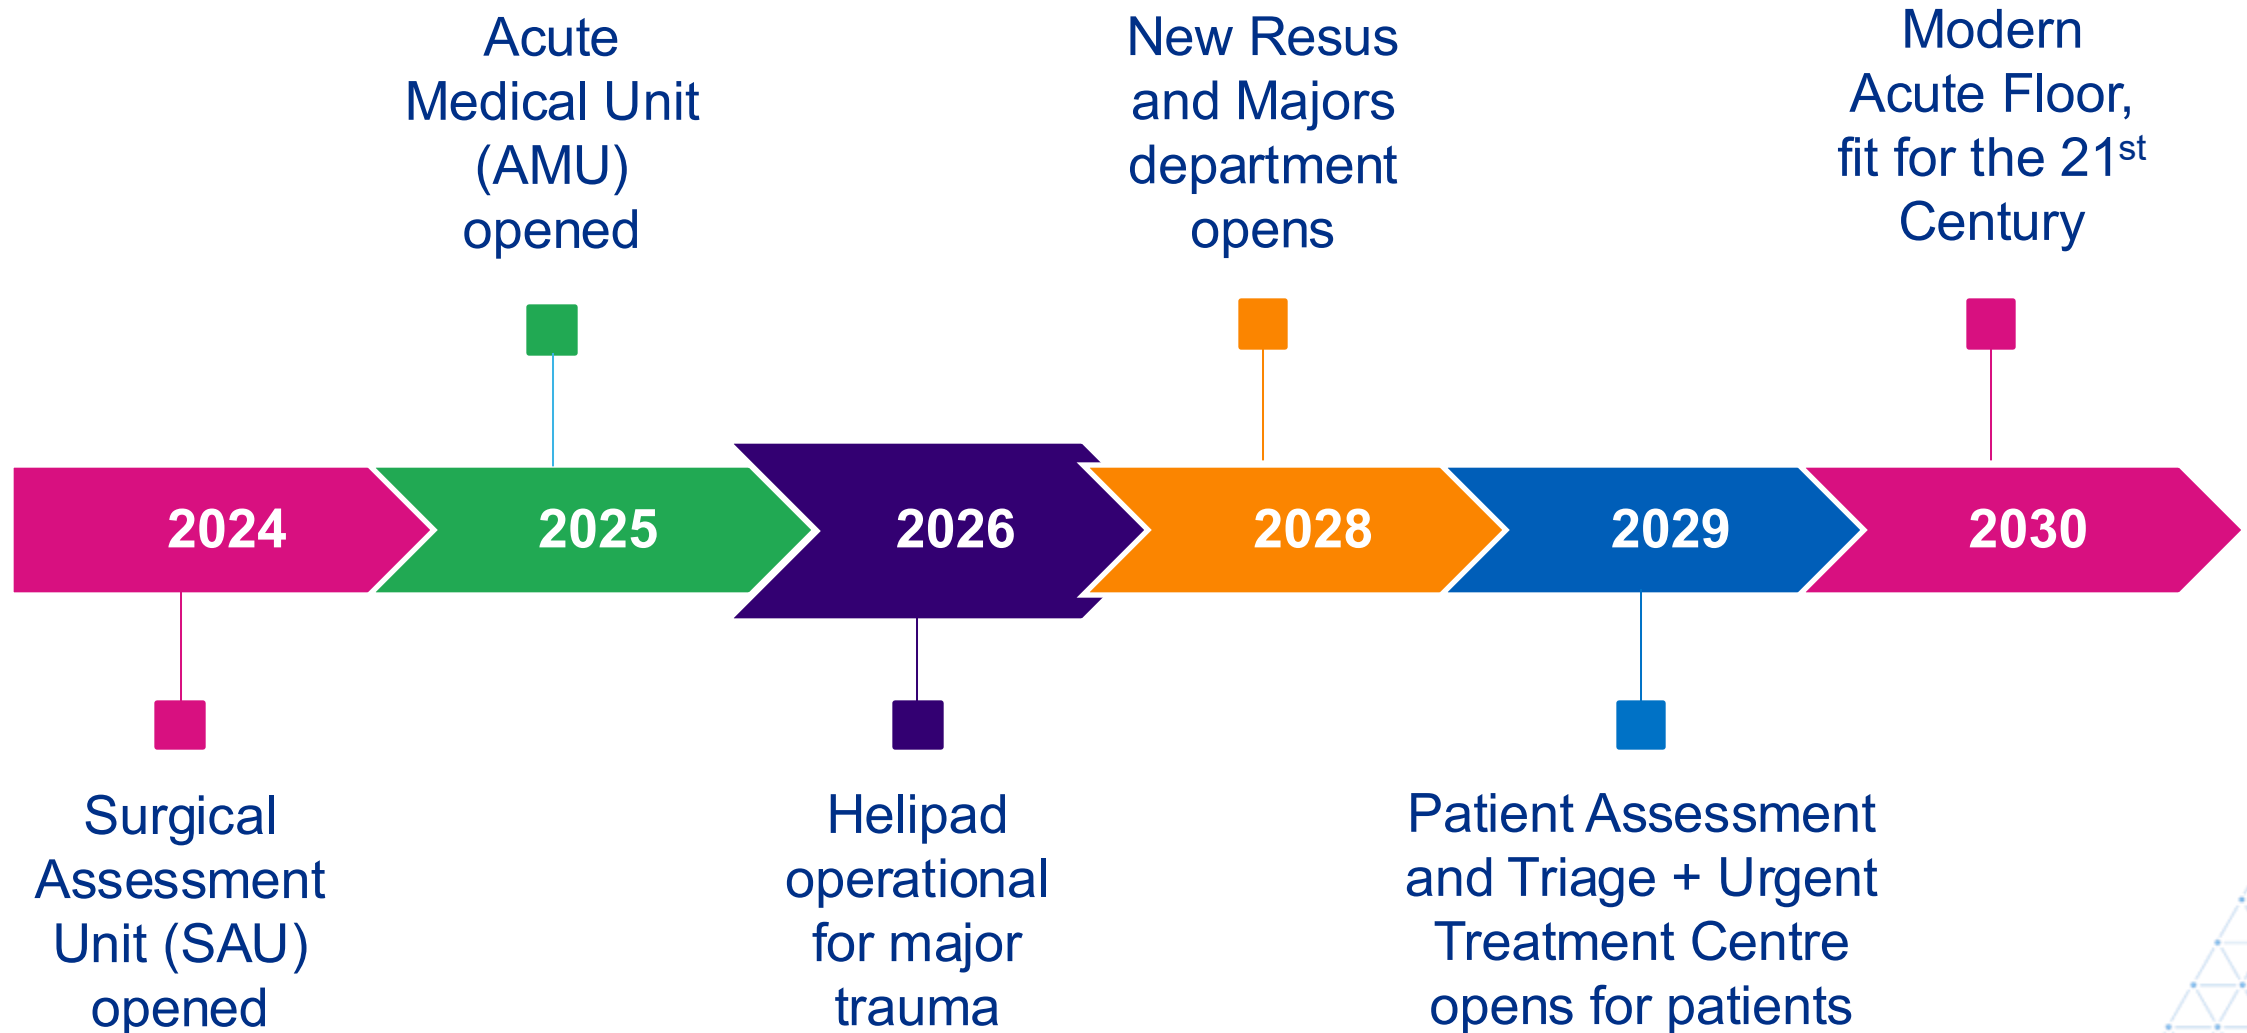 Acute
Medical Unit
(AMU)
opened
New Resus
and Majors
department
opens
Modern
Acute Floor,
fit for the 21st
Century
2024
2025
2026
2028
2029
2030
Surgical
Assessment
Unit (SAU)
opened
Helipad
operational
for major
trauma
Patient Assessment
and Triage + Urgent
Treatment Centre
opens for patients